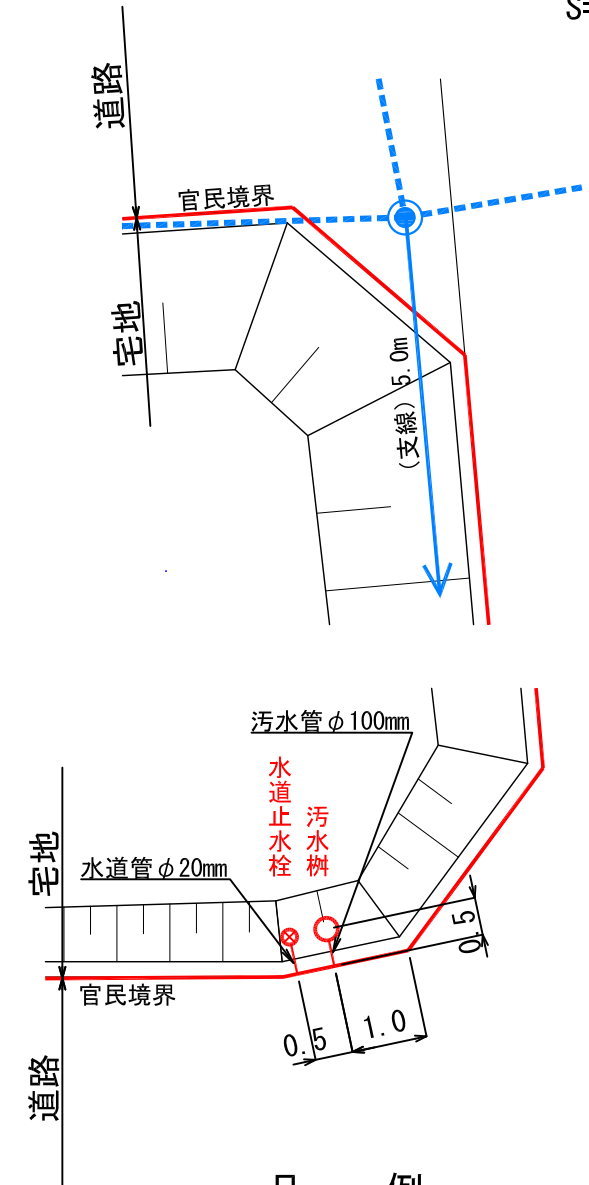 S=
道路
官民境界
宅地
(支線) 5.0m
汚水管φ100mm
水道止水栓
汚水桝
宅地
水道管φ20mm
0.5
官民境界
0.5
1.0
道路
凡 例